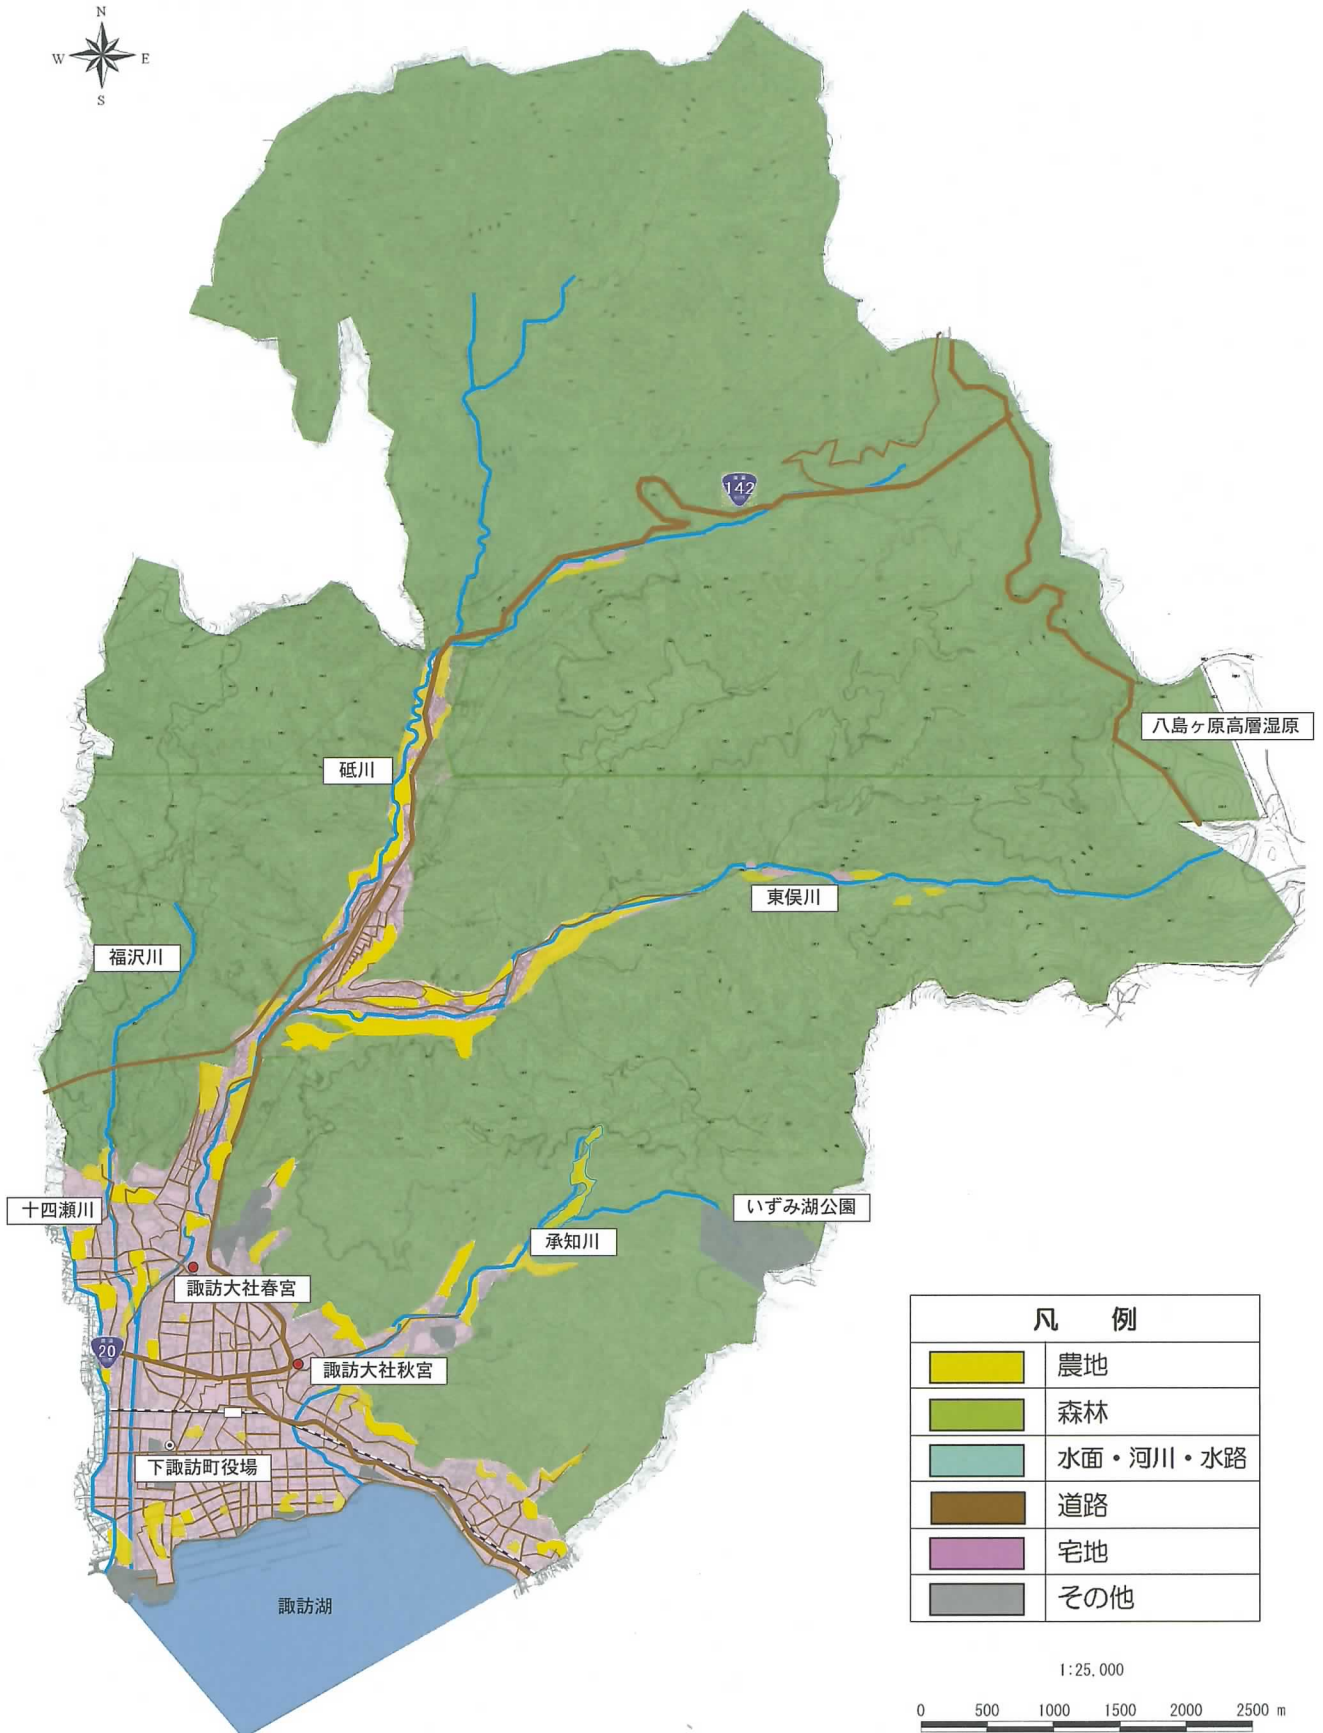 N
W E
S
142
八島ヶ原高層湿原
砥川
東俣川
福沢川
十四瀬川
いずみ湖公園
承知川
諏訪大社春宮
20
諏訪大社秋宮
下諏訪町役場
諏訪湖
凡 例
農地
森林
水面・河川・水路
道路
宅地
その他
1:25,000
0 500 1000 1500 2000 2500 m